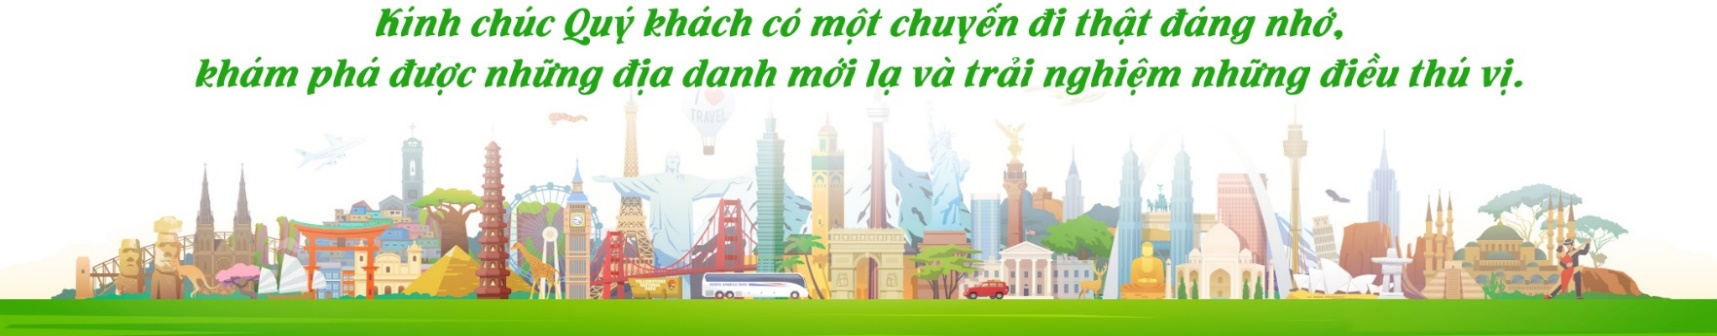 Kính chúc Quý khách có một chuyến đi thật đáng nhớ,
khám phá được những địa danh mới lạ và trải nghiệm những điều thú vị.
I
TRAVEL